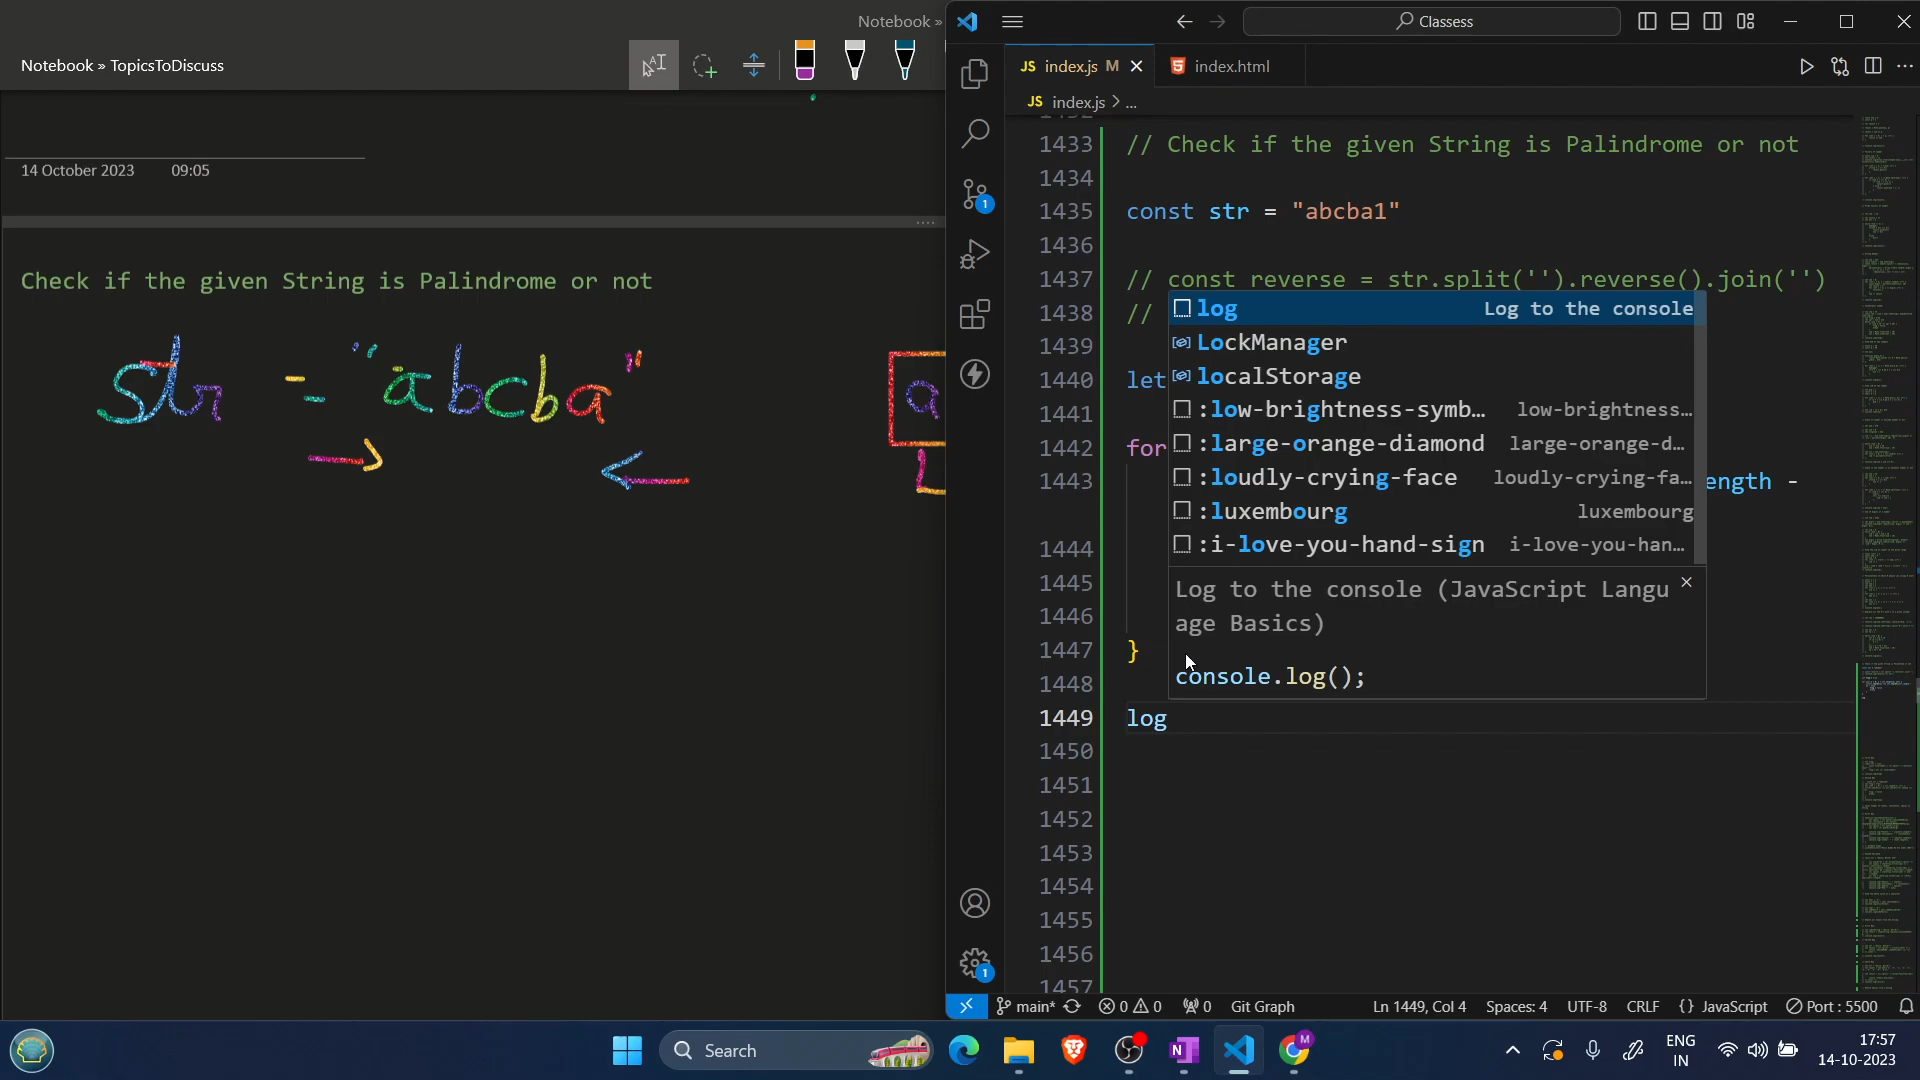 Notebook »
Notebook » TopicsToDiscuss
14 October 2023 09:05
Check if the given String is Palindrome or not
str = "abcba"
a
Classess
JS index.js M
index.html
JS index.js > ...
1433 // Check if the given String is Palindrome or not
1434
1435 const str = "abcba1"
1436
1437 // const reverse = str.split('').reverse().join('')
1438 //
1439
1440 let
1441
1442 for
1443 ength -
1444
1445
1446
1447 }
1448
1449 log
1450
1451
1452
1453
1454
1455
1456
1457
log Log to the console
LockManager
localStorage
:low-brightness-symb… low-brightness…
:large-orange-diamond large-orange-d…
:loudly-crying-face loudly-crying-fa…
:luxembourg luxembourg
:i-love-you-hand-sign i-love-you-han…
Log to the console (JavaScript Langu
age Basics)
console.log();
1
1
main* 0 0 0 Git Graph Ln 1449, Col 4 Spaces: 4 UTF-8 CRLF {} JavaScript Port : 5500
Search
M
N
ENG
IN
17:57
14-10-2023